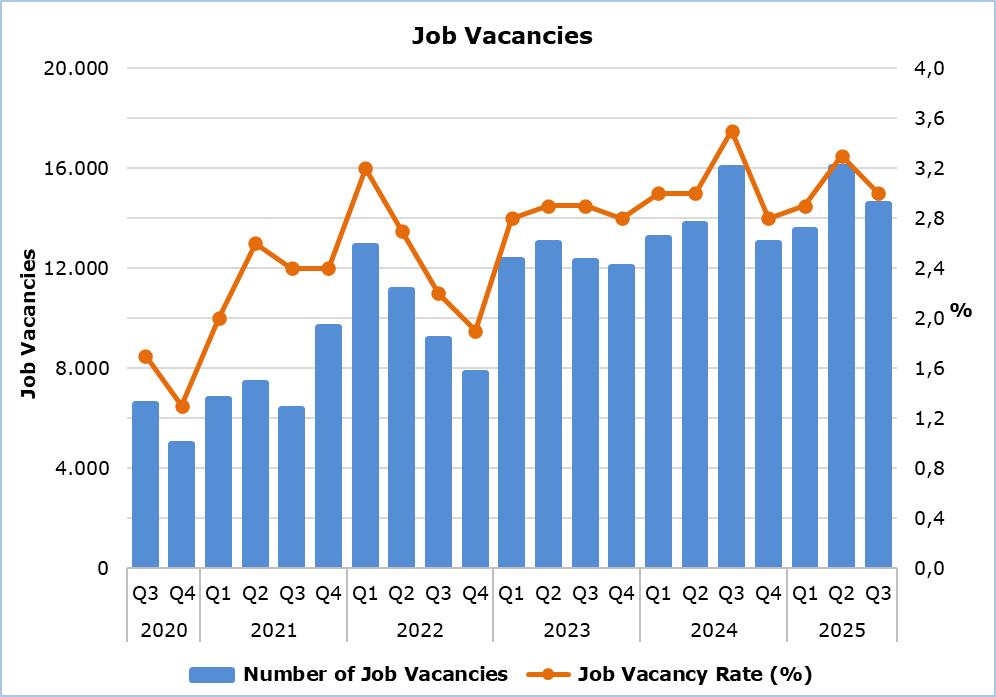 Job Vacancies
20.000 4,0
3,6
16.000 3,2
2,8
12.000 2,4
2,0
8.000 1,6
1,2
4.000 0,8
0,4
0 0,0
Job Vacancies
%
Q3 Q4 Q1 Q2 Q3 Q4 Q1 Q2 Q3 Q4 Q1 Q2 Q3 Q4 Q1 Q2 Q3 Q4 Q1 Q2 Q3
2020 2021 2022 2023 2024 2025
Number of Job Vacancies Job Vacancy Rate (%)